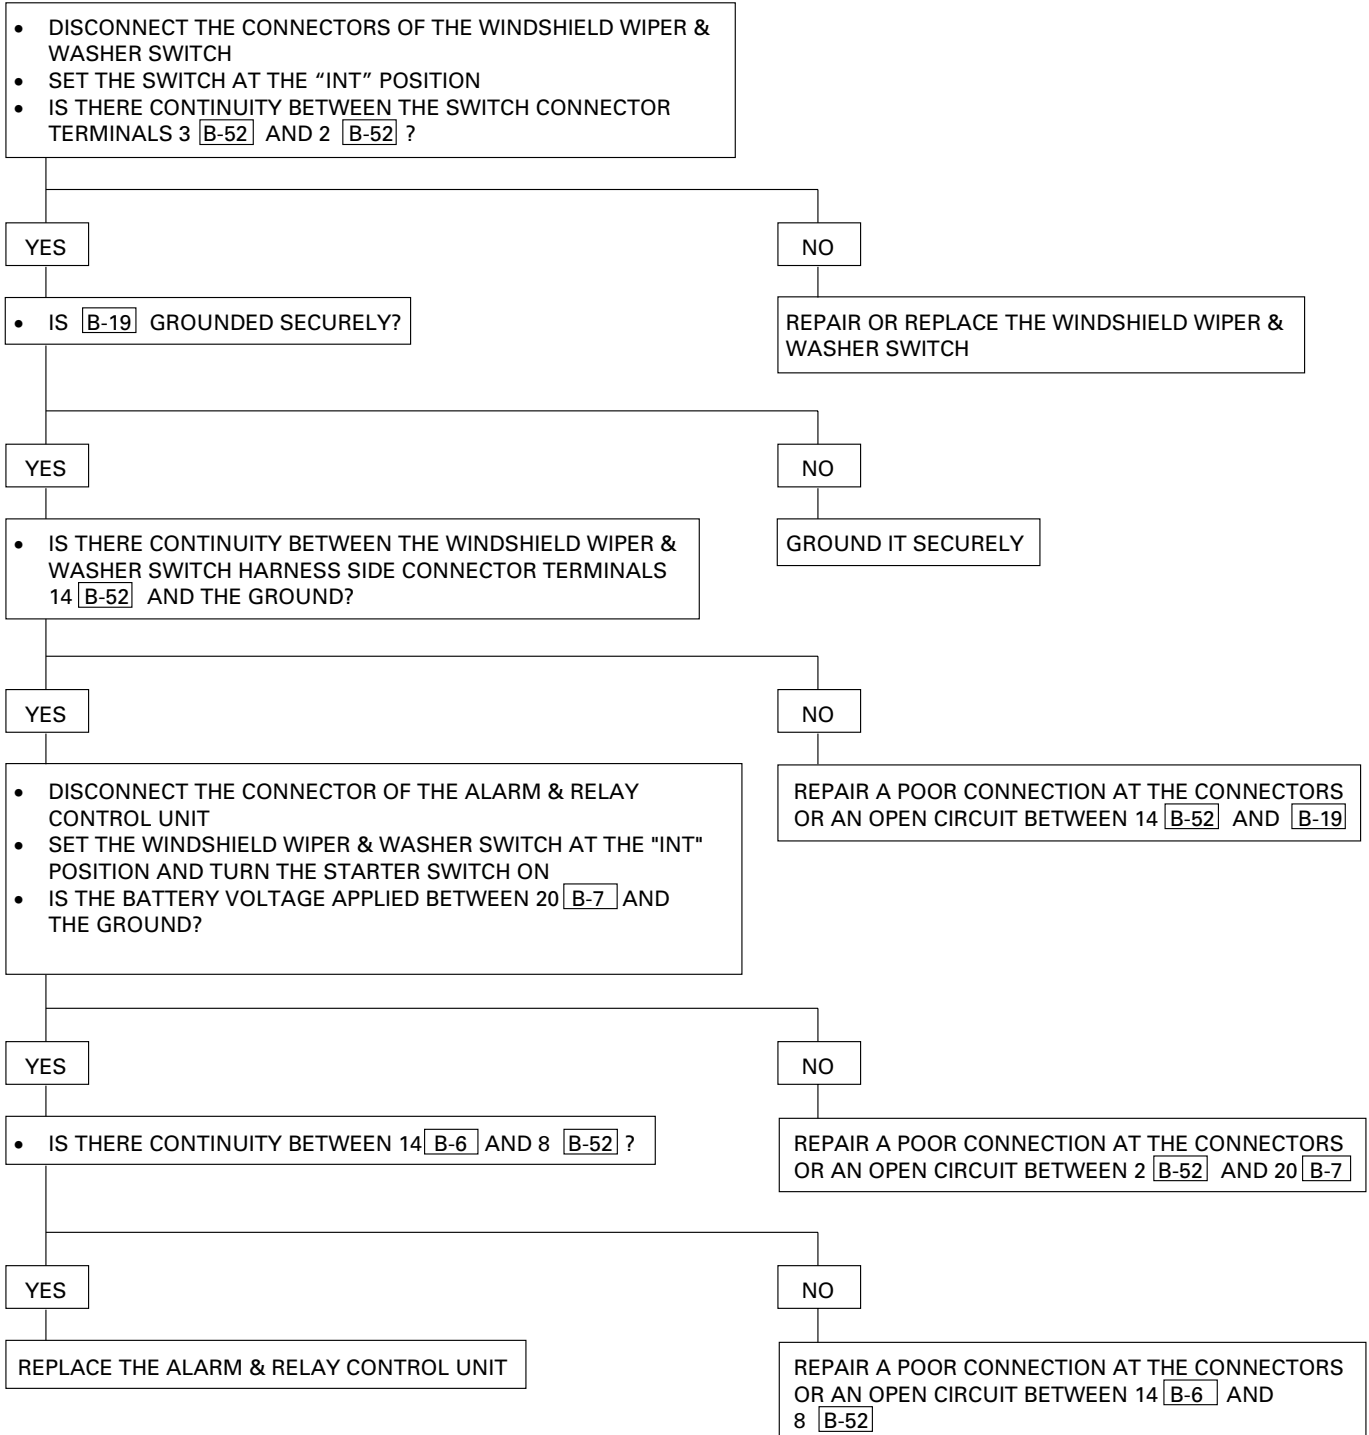 • DISCONNECT THE CONNECTORS OF THE WINDSHIELD WIPER &
WASHER SWITCH
• SET THE SWITCH AT THE “INT” POSITION
• IS THERE CONTINUITY BETWEEN THE SWITCH CONNECTOR
TERMINALS 3 B-52 AND 2 B-52 ?
YES
NO
• IS B-19 GROUNDED SECURELY?
REPAIR OR REPLACE THE WINDSHIELD WIPER &
WASHER SWITCH
YES
NO
• IS THERE CONTINUITY BETWEEN THE WINDSHIELD WIPER &
WASHER SWITCH HARNESS SIDE CONNECTOR TERMINALS
14 B-52 AND THE GROUND?
GROUND IT SECURELY
YES
NO
• DISCONNECT THE CONNECTOR OF THE ALARM & RELAY
CONTROL UNIT
• SET THE WINDSHIELD WIPER & WASHER SWITCH AT THE "INT"
POSITION AND TURN THE STARTER SWITCH ON
• IS THE BATTERY VOLTAGE APPLIED BETWEEN 20 B-7 AND
THE GROUND?
REPAIR A POOR CONNECTION AT THE CONNECTORS
OR AN OPEN CIRCUIT BETWEEN 14 B-52 AND B-19
YES
NO
• IS THERE CONTINUITY BETWEEN 14 B-6 AND 8 B-52 ?
REPAIR A POOR CONNECTION AT THE CONNECTORS
OR AN OPEN CIRCUIT BETWEEN 2 B-52 AND 20 B-7
YES
NO
REPLACE THE ALARM & RELAY CONTROL UNIT
REPAIR A POOR CONNECTION AT THE CONNECTORS
OR AN OPEN CIRCUIT BETWEEN 14 B-6 AND
8 B-52